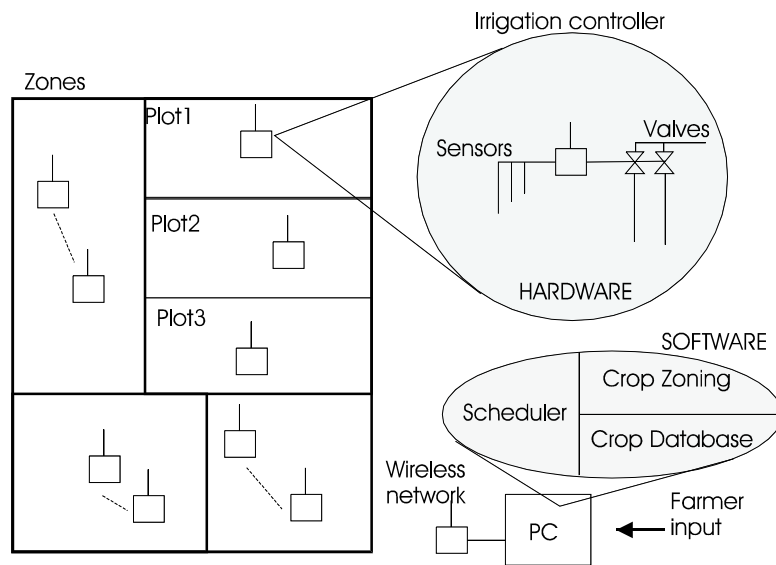 Irrigation controller
Zones
Plot1
Plot2
Plot3
Sensors
Valves
HARDWARE
SOFTWARE
Scheduler
Crop Zoning
Crop Database
Wireless
network
PC
Farmer
input